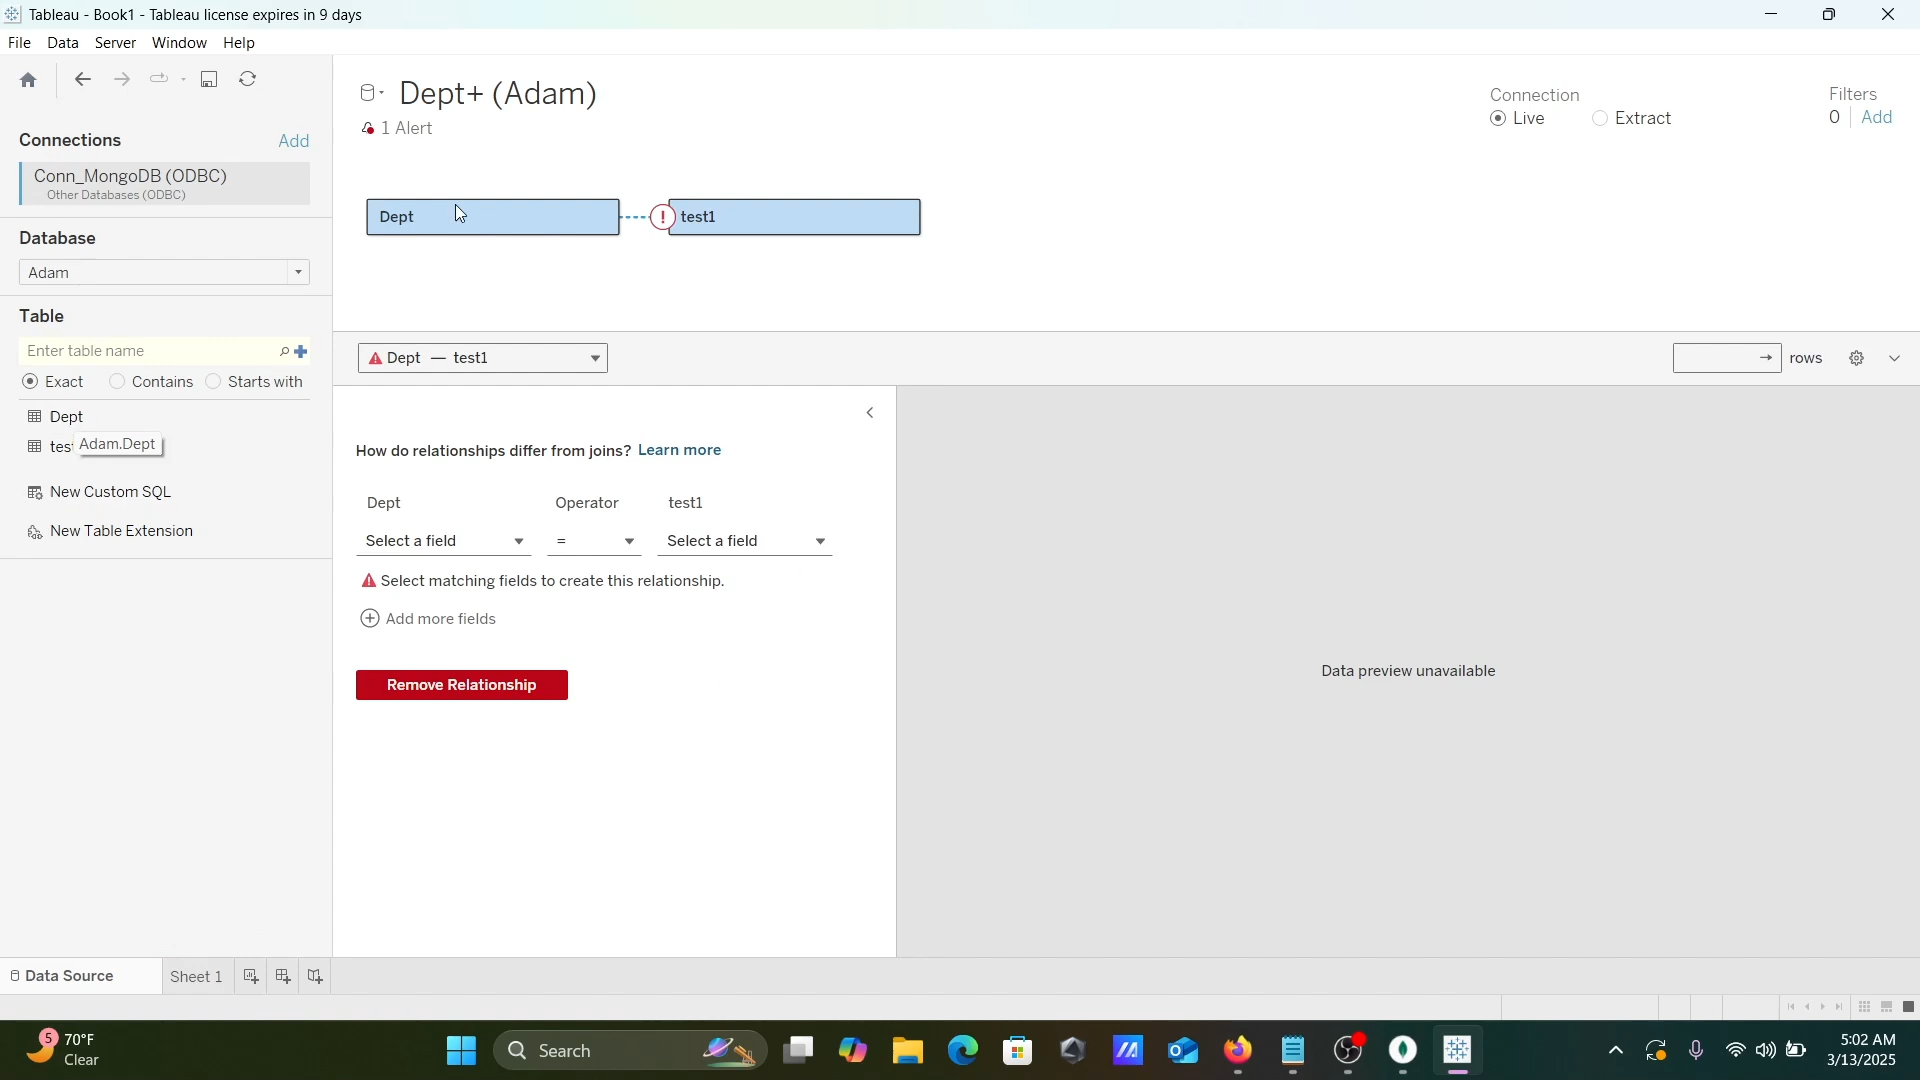 Tableau - Book1 - Tableau license expires in 9 days
File Data Server Window Help
Connections Add
Conn_MongoDB (ODBC)
Other Databases (ODBC)
Database
Adam
Table
Enter table name
Exact Contains Starts with
Dept
test
Adam.Dept
New Custom SQL
New Table Extension
Dept+ (Adam)
1 Alert
Connection
Live Extract
Filters
0 Add
Dept
! test1
Dept — test1
rows
How do relationships differ from joins? Learn more
Dept Operator test1
Select a field = Select a field
Select matching fields to create this relationship.
Add more fields
Remove Relationship
Data preview unavailable
Data Source Sheet 1
5 70°F
Clear
Search
5:02 AM
3/13/2025